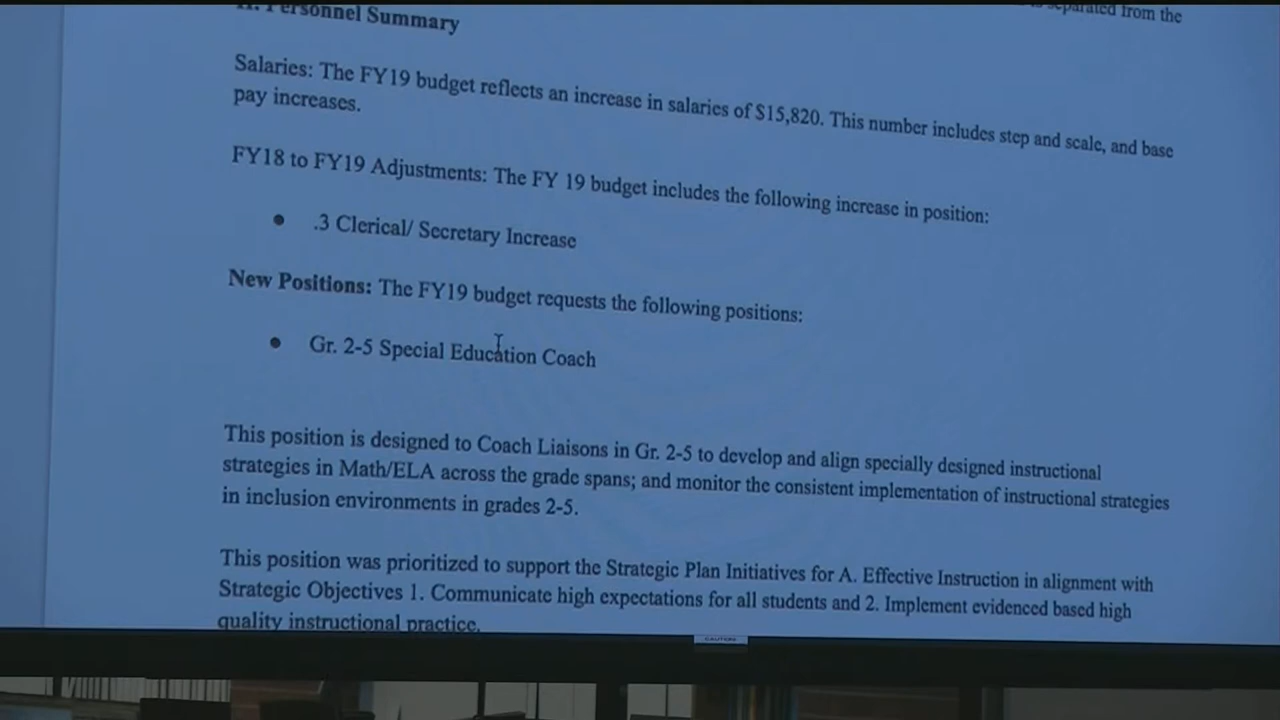 separated from the
Personnel Summary
Salaries: The FY19 budget reflects an increase in salaries of $15,820. This number includes step and scale, and base
pay increases.
FY18 to FY19 Adjustments: The FY 19 budget includes the following increase in position:
● .3 Clerical/ Secretary Increase
New Positions: The FY19 budget requests the following positions:
● Gr. 2-5 Special Education Coach
This position is designed to Coach Liaisons in Gr. 2-5 to develop and align specially designed instructional
strategies in Math/ELA across the grade spans; and monitor the consistent implementation of instructional strategies
in inclusion environments in grades 2-5.
This position was prioritized to support the Strategic Plan Initiatives for A. Effective Instruction in alignment with
Strategic Objectives 1. Communicate high expectations for all students and 2. Implement evidenced based high
quality instructional practice.
CAUTION